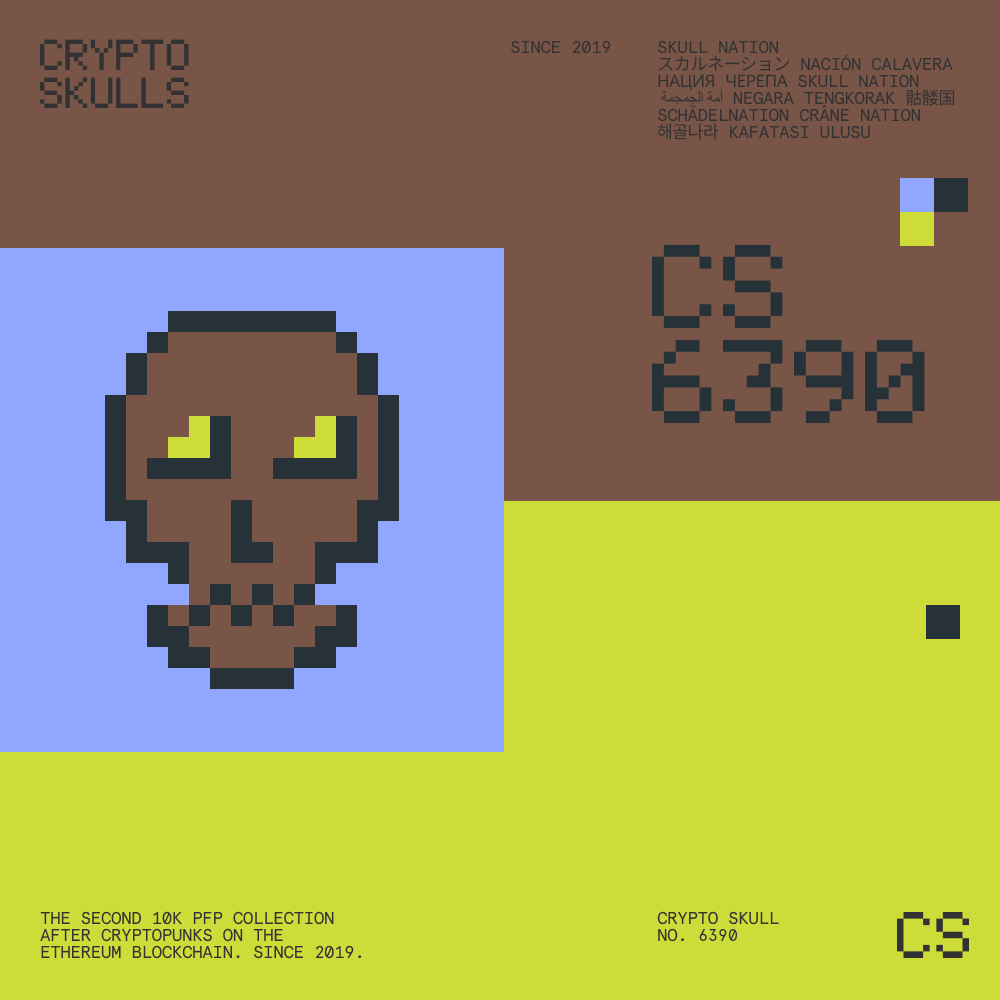 CRYPTO
SKULLS
SINCE 2019
SKULL NATION
スカルネーション NACIÓN CALAVERA
НАЦИЯ ЧЕРЕПА SKULL NATION
أمة الجمجمة NEGARA TENGKORAK 骷髅国
SCHÄDELNATION CRÂNE NATION
해골나라 KAFATASI ULUSU
CS
6390
THE SECOND 10K PFP COLLECTION
AFTER CRYPTOPUNKS ON THE
ETHEREUM BLOCKCHAIN. SINCE 2019.
CRYPTO SKULL
NO. 6390
CS